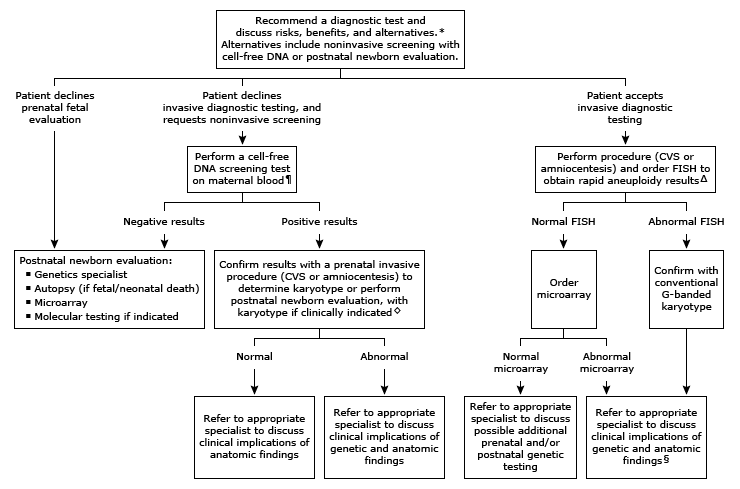 Recommend a diagnostic test and
discuss risks, benefits, and alternatives.*
Alternatives include noninvasive screening with
cell-free DNA or postnatal newborn evaluation.
Patient declines
prenatal fetal
evaluation
Patient declines
invasive diagnostic testing, and
requests noninvasive screening
Patient accepts
invasive diagnostic
testing
Perform a cell-free
DNA screening test
on maternal blood¶
Perform procedure (CVS or
amniocentesis) and order FISH to
obtain rapid aneuploidy resultsΔ
Negative results
Positive results
Normal FISH
Abnormal FISH
Postnatal newborn evaluation:
▪ Genetics specialist
▪ Autopsy (if fetal/neonatal death)
▪ Microarray
▪ Molecular testing if indicated
Confirm results with a prenatal invasive
procedure (CVS or amniocentesis) to
determine karyotype or perform
postnatal newborn evaluation, with
karyotype if clinically indicated◇
Order
microarray
Confirm with
conventional
G-banded
karyotype
Normal
Abnormal
Normal
microarray
Abnormal
microarray
Refer to appropriate
specialist to discuss
clinical implications of
anatomic findings
Refer to appropriate
specialist to discuss
clinical implications of
genetic and anatomic
findings
Refer to appropriate
specialist to discuss
possible additional
prenatal and/or
postnatal genetic
testing
Refer to appropriate
specialist to discuss
clinical implications of
genetic and anatomic
findings§